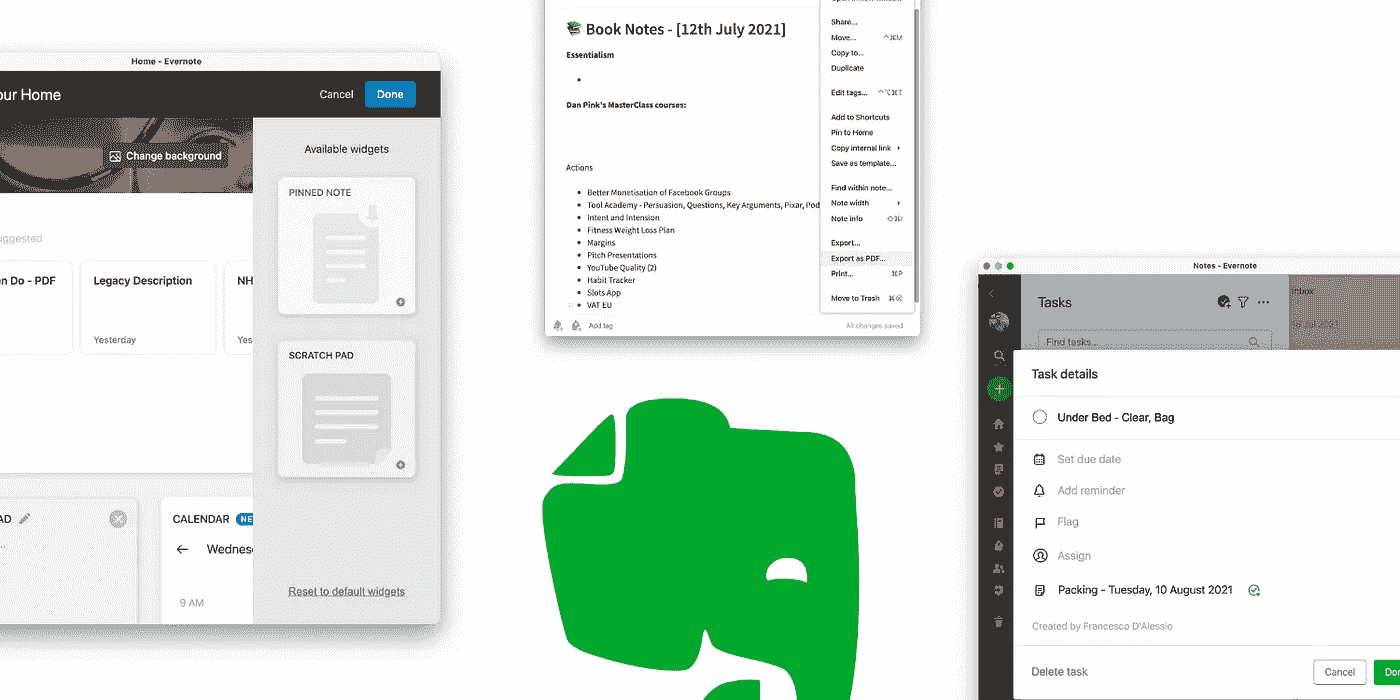 Home - Evernote
our Home
Cancel
Done
Change background
Available widgets
PINNED NOTE
uggested
en Do - PDF
Legacy Description
NH
Yesterday
Yes
SCRATCH PAD
AD
CALENDAR NE
Wednes
9 AM
Reset to default widgets
Book Notes - [12th July 2021]
Essentialism
Dan Pink's MasterClass courses:
Actions
Better Monetisation of Facebook Groups
Tool Academy - Persuasion, Questions, Key Arguments, Pixar, Pod
Intent and Intension
Fitness Weight Loss Plan
Margins
Pitch Presentations
YouTube Quality (2)
Habit Tracker
Slots App
VAT EU
Add tag
All changes saved
Share...
Move... ^⌘M
Copy to...
Duplicate
Edit tags... ^⌥⌘T
Add to Shortcuts
Pin to Home
Copy internal link
Save as template...
Find within note...
Note width
Note info ⇧⌘I
Export...
Export as PDF...
Print... ⌘P
Move to Trash ⌘⌫
Notes - Evernote
Tasks
Inbox
Jul 2021
Find tasks...
Task details
Under Bed - Clear, Bag
Set due date
Add reminder
Flag
Assign
Packing - Tuesday, 10 August 2021
Created by Francesco D'Alessio
Delete task
Cancel
Don